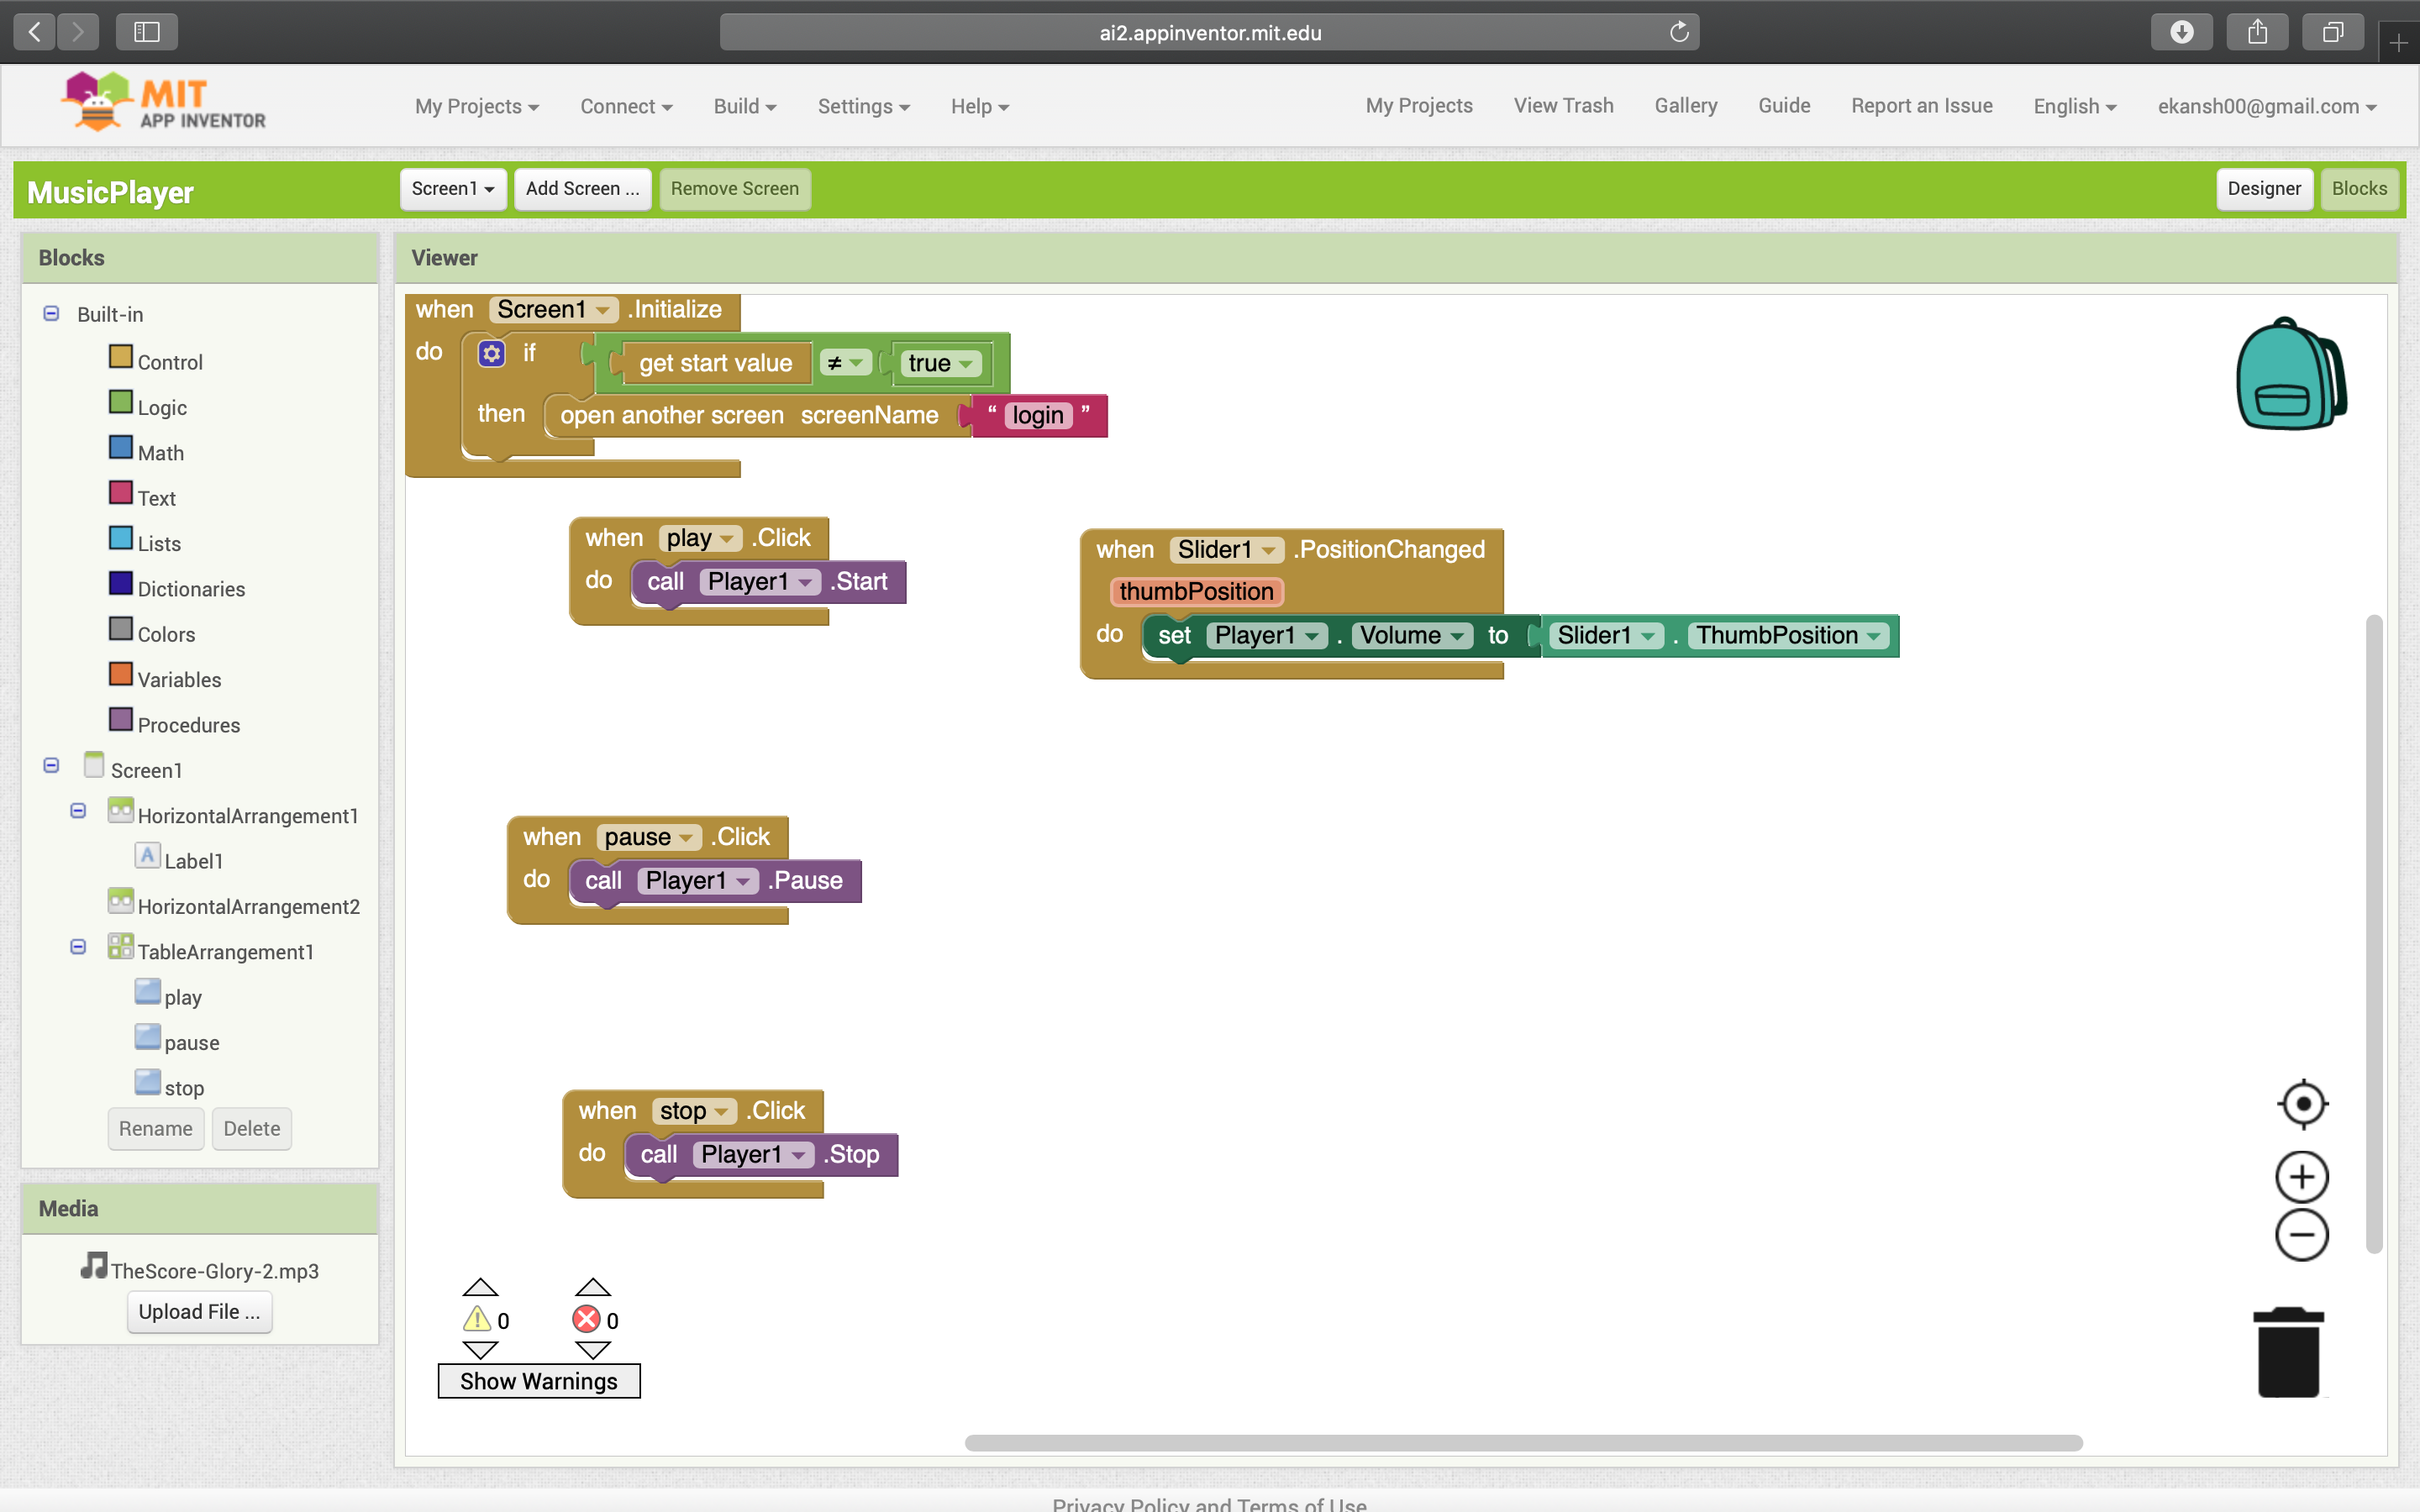 ai2.appinventor.mit.edu
MIT
APP INVENTOR
My Projects Connect Build Settings Help My Projects View Trash Gallery Guide Report an Issue English ekansh00@gmail.com
MusicPlayer Screen1 Add Screen ... Remove Screen Designer Blocks
Blocks
Built-in
Control
Logic
Math
Text
Lists
Dictionaries
Colors
Variables
Procedures
Screen1
HorizontalArrangement1
Label1
HorizontalArrangement2
TableArrangement1
play
pause
stop
Rename Delete
Media
TheScore-Glory-2.mp3
Upload File ...
Viewer
when Screen1 .Initialize
do if get start value ≠ true
then open another screen screenName “ login ”
when play .Click
do call Player1 .Start
when Slider1 .PositionChanged
thumbPosition
do set Player1 . Volume to Slider1 . ThumbPosition
when pause .Click
do call Player1 .Pause
when stop .Click
do call Player1 .Stop
0 0
Show Warnings
Privacy Policy and Terms of Use